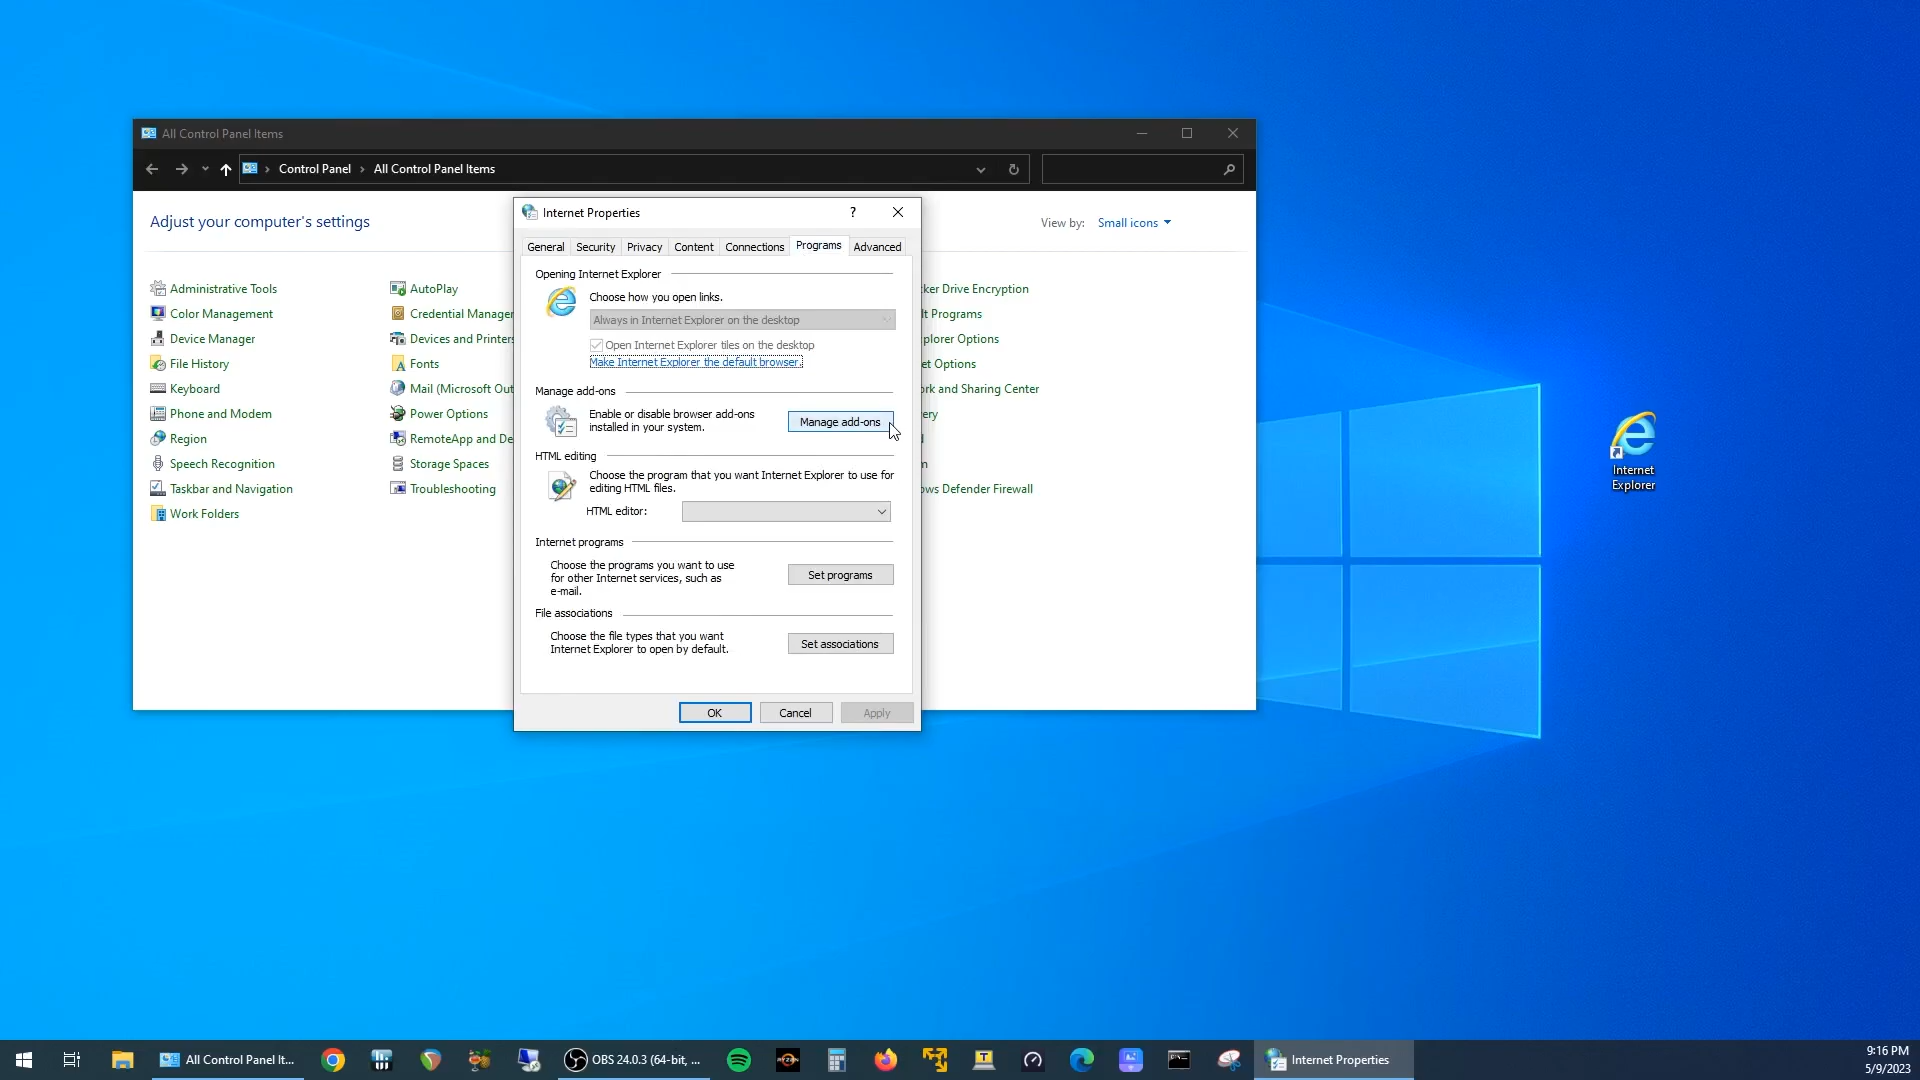 All Control Panel Items
Control Panel
All Control Panel Items
Adjust your computer's settings
View by:
Small icons
Administrative Tools
Color Management
Device Manager
File History
Keyboard
Phone and Modem
Region
Speech Recognition
Taskbar and Navigation
Work Folders
AutoPlay
Credential Manager
Devices and Printers
Fonts
Mail (Microsoft Out
Power Options
RemoteApp and De
Storage Spaces
Troubleshooting
ker Drive Encryption
lt Programs
plorer Options
et Options
rk and Sharing Center
ery
d
n
ows Defender Firewall
Internet Properties
?
General
Security
Privacy
Content
Connections
Programs
Advanced
Opening Internet Explorer
Choose how you open links.
Always in Internet Explorer on the desktop
Open Internet Explorer tiles on the desktop
Make Internet Explorer the default browser.
Manage add-ons
Enable or disable browser add-ons
installed in your system.
Manage add-ons
HTML editing
Choose the program that you want Internet Explorer to use for
editing HTML files.
HTML editor:
Internet programs
Choose the programs you want to use
for other Internet services, such as
e-mail.
Set programs
File associations
Choose the file types that you want
Internet Explorer to open by default.
Set associations
OK
Cancel
Apply
Internet
Explorer
All Control Panel It...
OBS 24.0.3 (64-bit, ...
RYZEN
Internet Properties
9:16 PM
5/9/2023